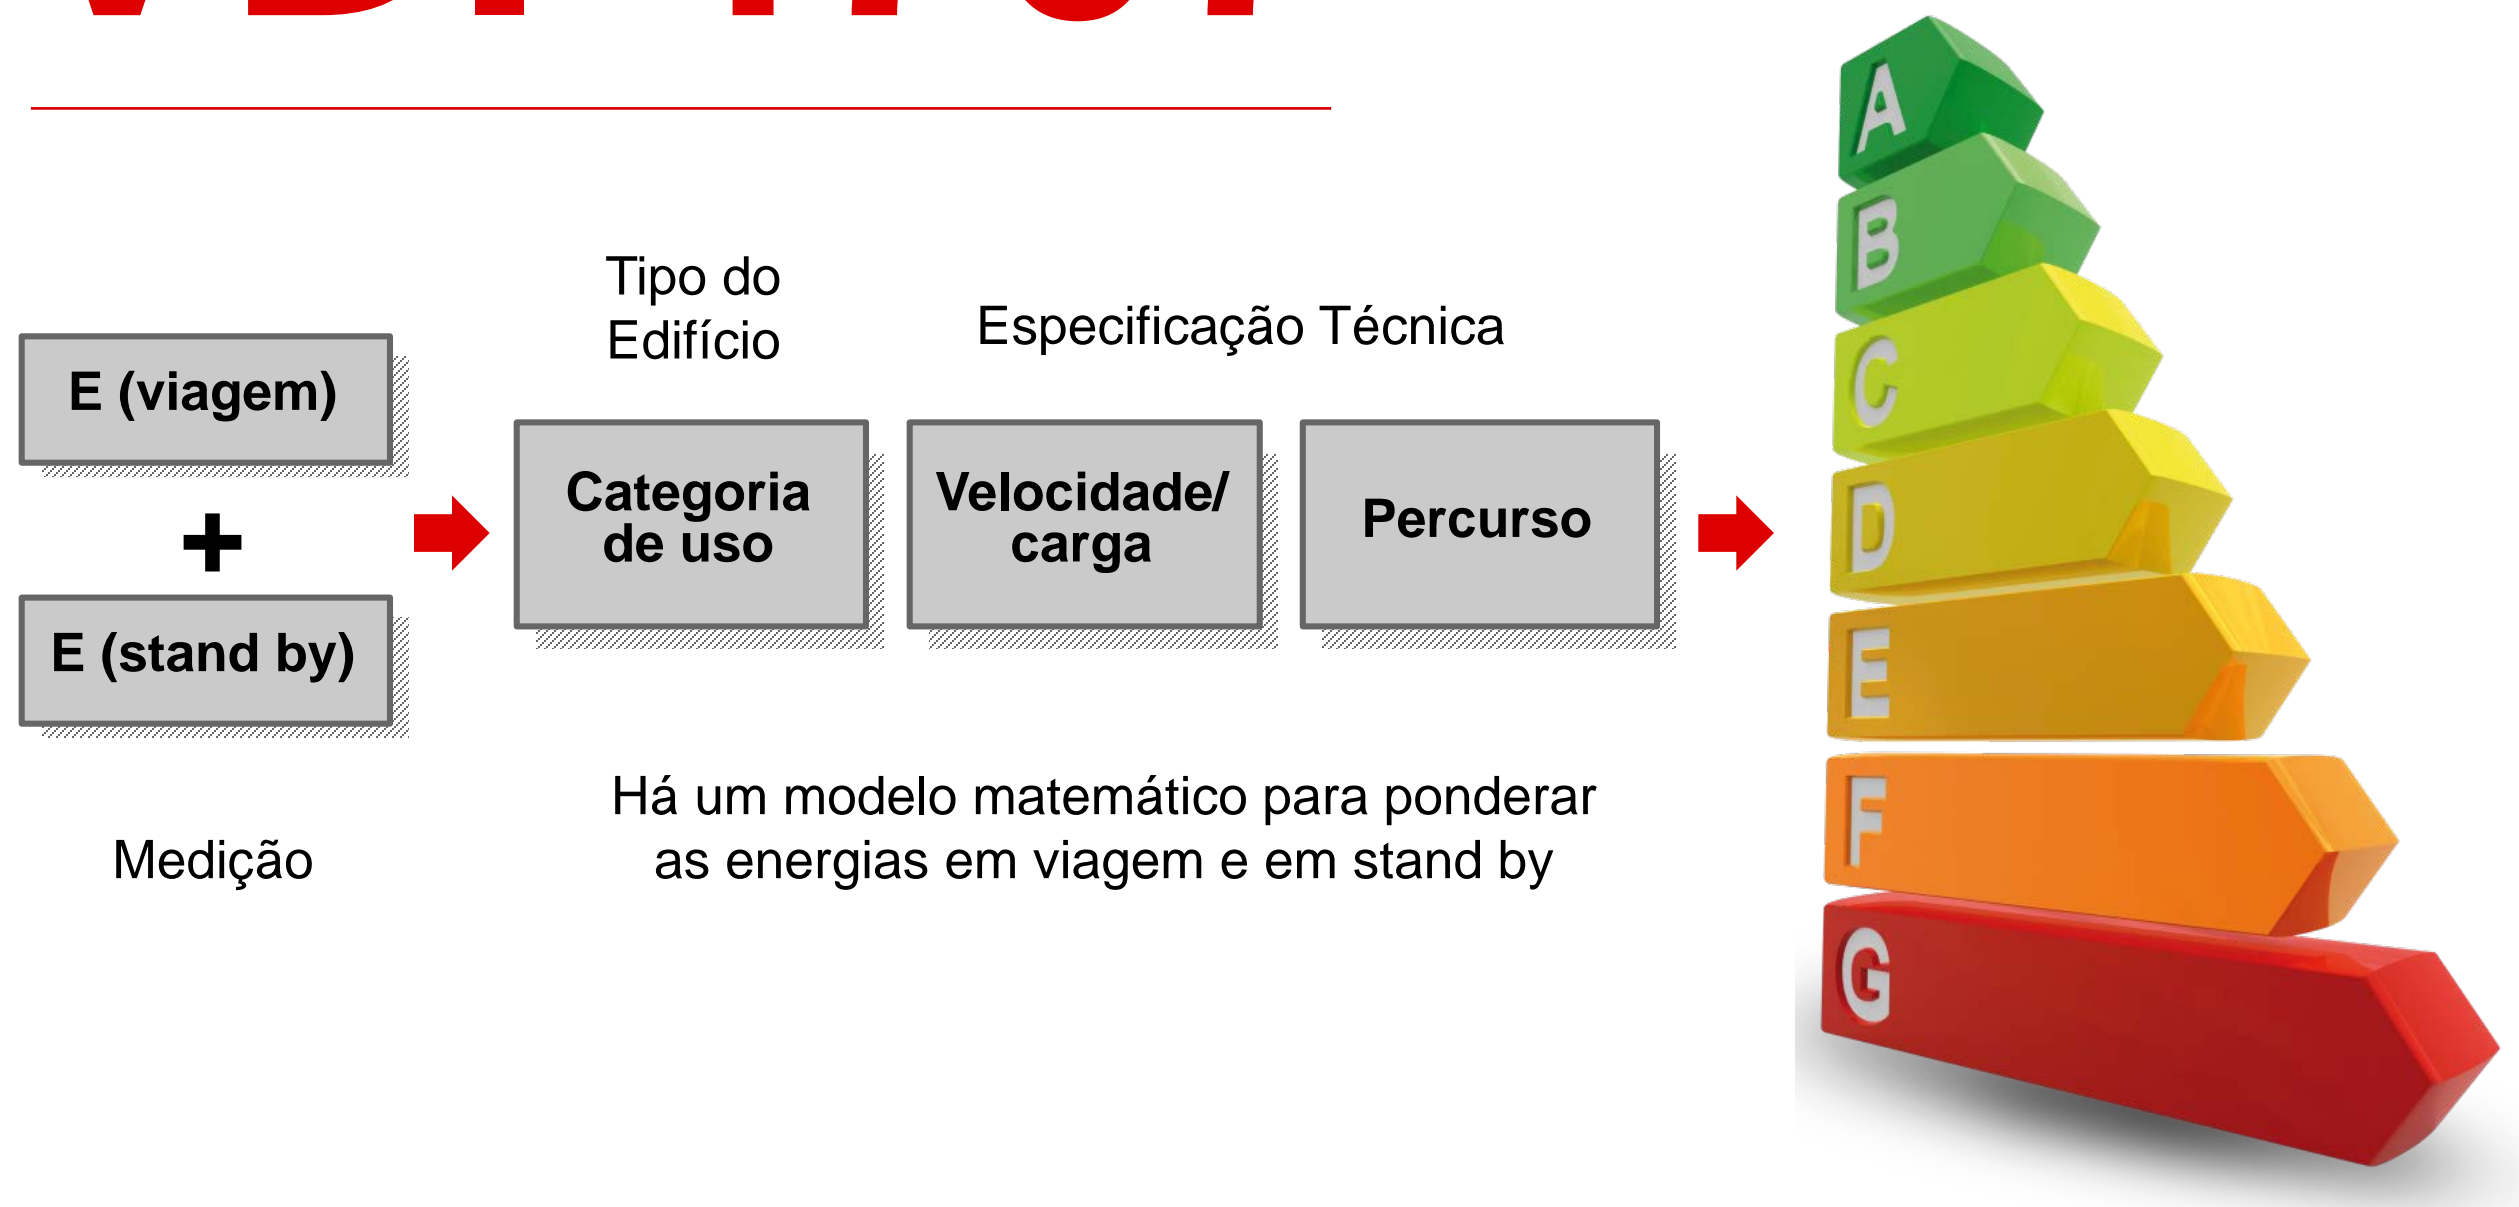 Tipo do
Edifício
Especificação Técnica
E (viagem)
+
E (stand by)
Categoria
de uso
Velocidade/
carga
Percurso
Medição
Há um modelo matemático para ponderar
as energias em viagem e em stand by
A
B
C
D
E
F
G